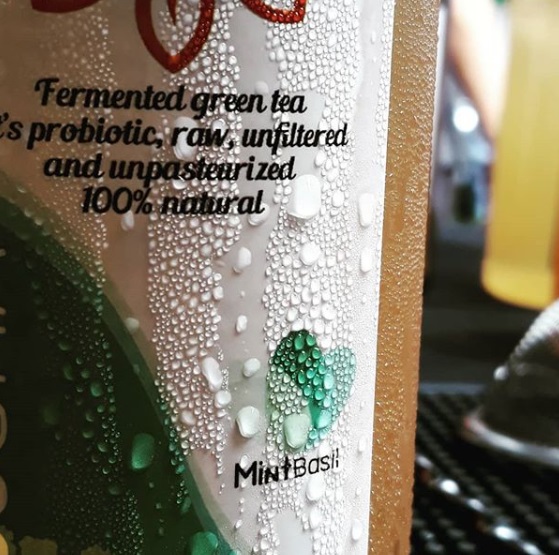 Fermented green tea
's probiotic, raw, unfiltered
and unpasteurized
100% natural
MintBasil